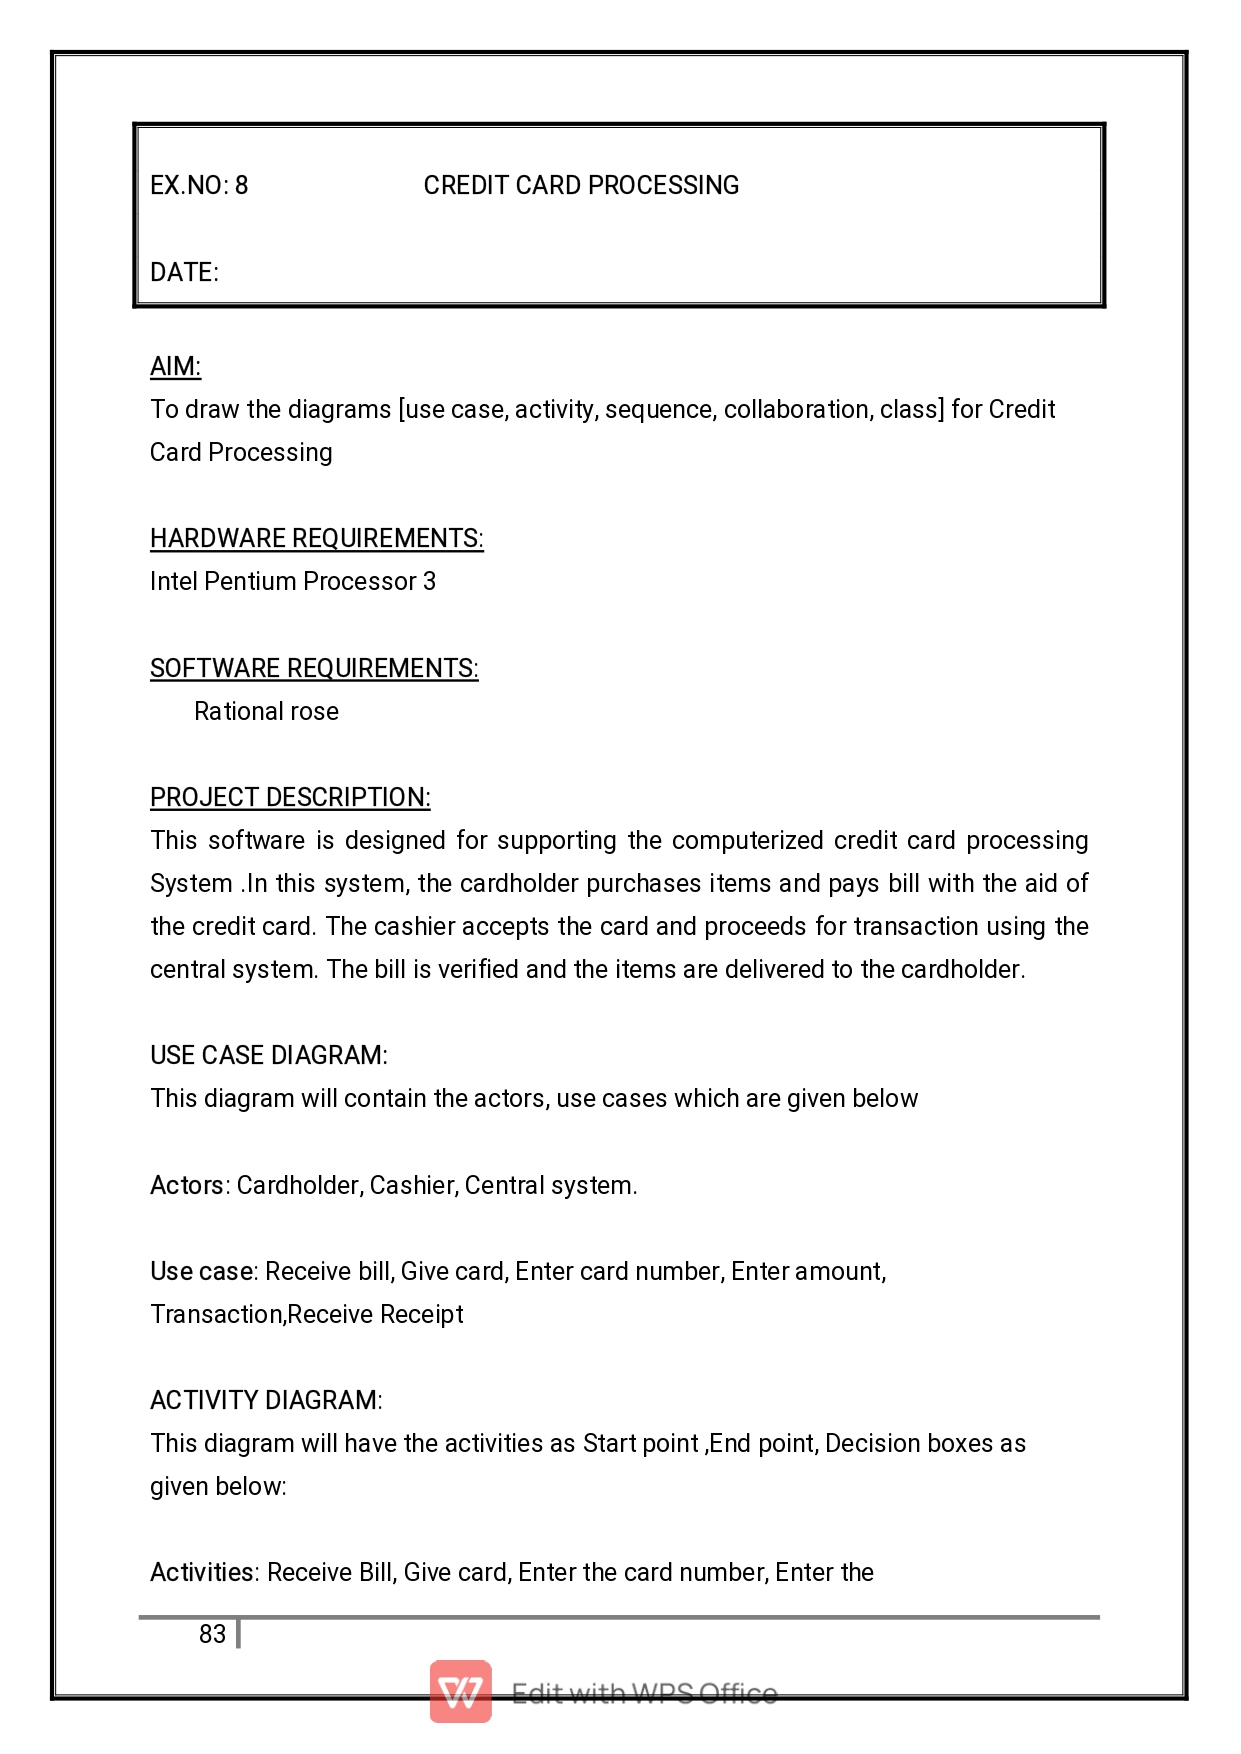 EX.NO: 8 CREDIT CARD PROCESSING
DATE:
AIM:
To draw the diagrams [use case, activity, sequence, collaboration, class] for Credit
Card Processing
HARDWARE REQUIREMENTS:
Intel Pentium Processor 3
SOFTWARE REQUIREMENTS:
Rational rose
PROJECT DESCRIPTION:
This software is designed for supporting the computerized credit card processing
System .In this system, the cardholder purchases items and pays bill with the aid of
the credit card. The cashier accepts the card and proceeds for transaction using the
central system. The bill is verified and the items are delivered to the cardholder.
USE CASE DIAGRAM:
This diagram will contain the actors, use cases which are given below
Actors: Cardholder, Cashier, Central system.
Use case: Receive bill, Give card, Enter card number, Enter amount,
Transaction,Receive Receipt
ACTIVITY DIAGRAM:
This diagram will have the activities as Start point ,End point, Decision boxes as
given below:
Activities: Receive Bill, Give card, Enter the card number, Enter the
83
Edit with WPS Office